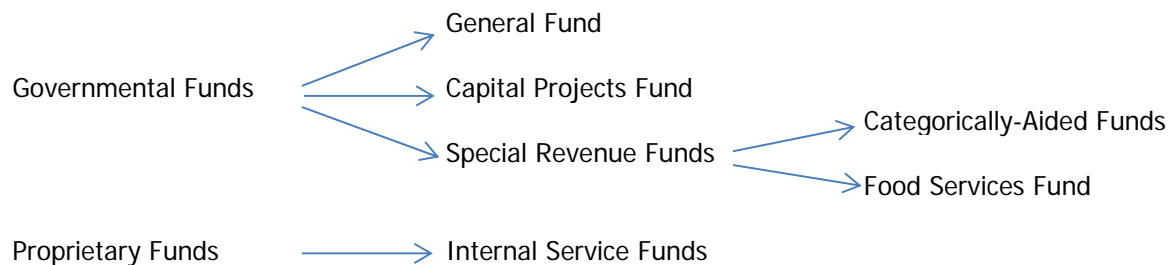 General Fund
Governmental Funds
Capital Projects Fund
Categorically-Aided Funds
Special Revenue Funds
Food Services Fund
Proprietary Funds
Internal Service Funds